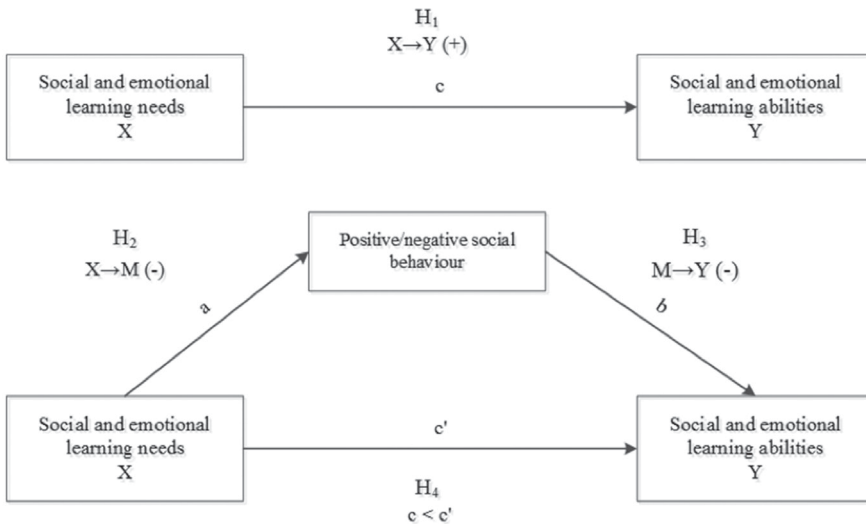 H₁
X→Y (+)
Social and emotional
learning needs
X
c
Social and emotional
learning abilities
Y
H₂
X→M (-)
Positive/negative social
behaviour
H₃
M→Y (-)
a
b
Social and emotional
learning needs
X
c'
Social and emotional
learning abilities
Y
H₄
c < c'